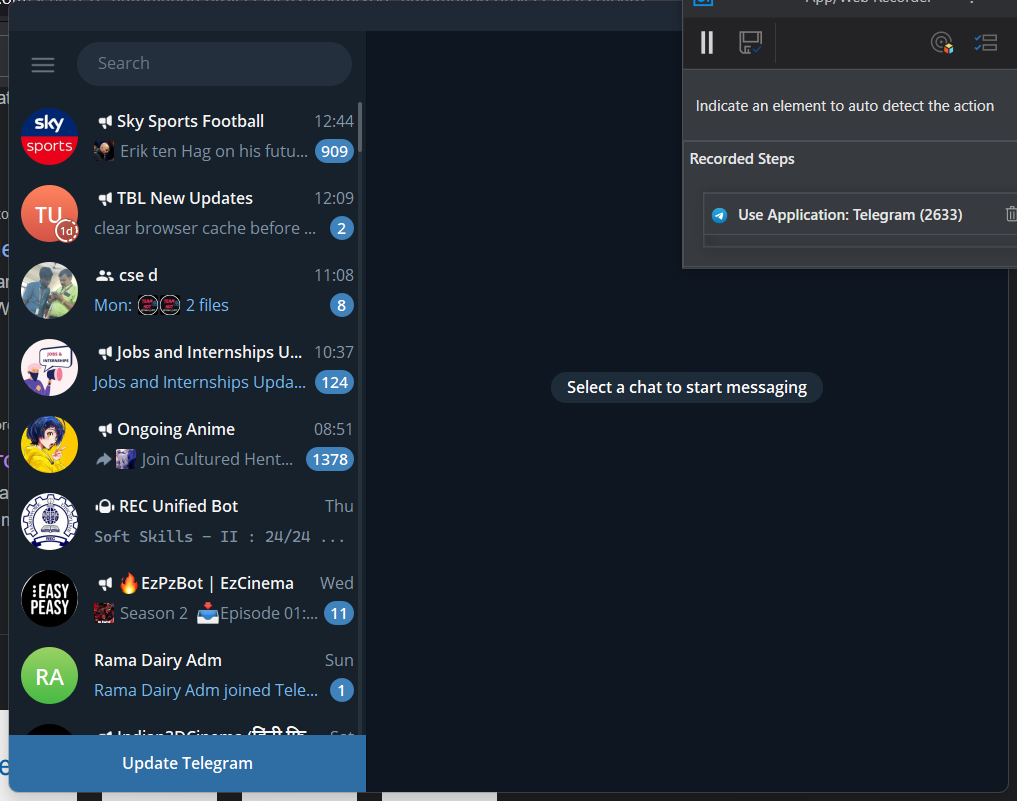 Search
sky
sports
Sky Sports Football 12:44
Erik ten Hag on his futu... 909
TU
1d
TBL New Updates 12:09
clear browser cache before ... 2
cse d 11:08
Mon: 2 files 8
JOBS &
INTERNSHIPS
Jobs and Internships U... 10:37
Jobs and Internships Upda... 124
Ongoing Anime 08:51
Join Cultured Hent... 1378
REC Unified Bot Thu
Soft Skills - II : 24/24 ...
EASY
PEASY
🔥EzPzBot | EzCinema Wed
Season 2 📥Episode 01:... 11
RA
Rama Dairy Adm Sun
Rama Dairy Adm joined Tele... 1
Update Telegram
Select a chat to start messaging
App/Web Recorder
Indicate an element to auto detect the action
Recorded Steps
Use Application: Telegram (2633)